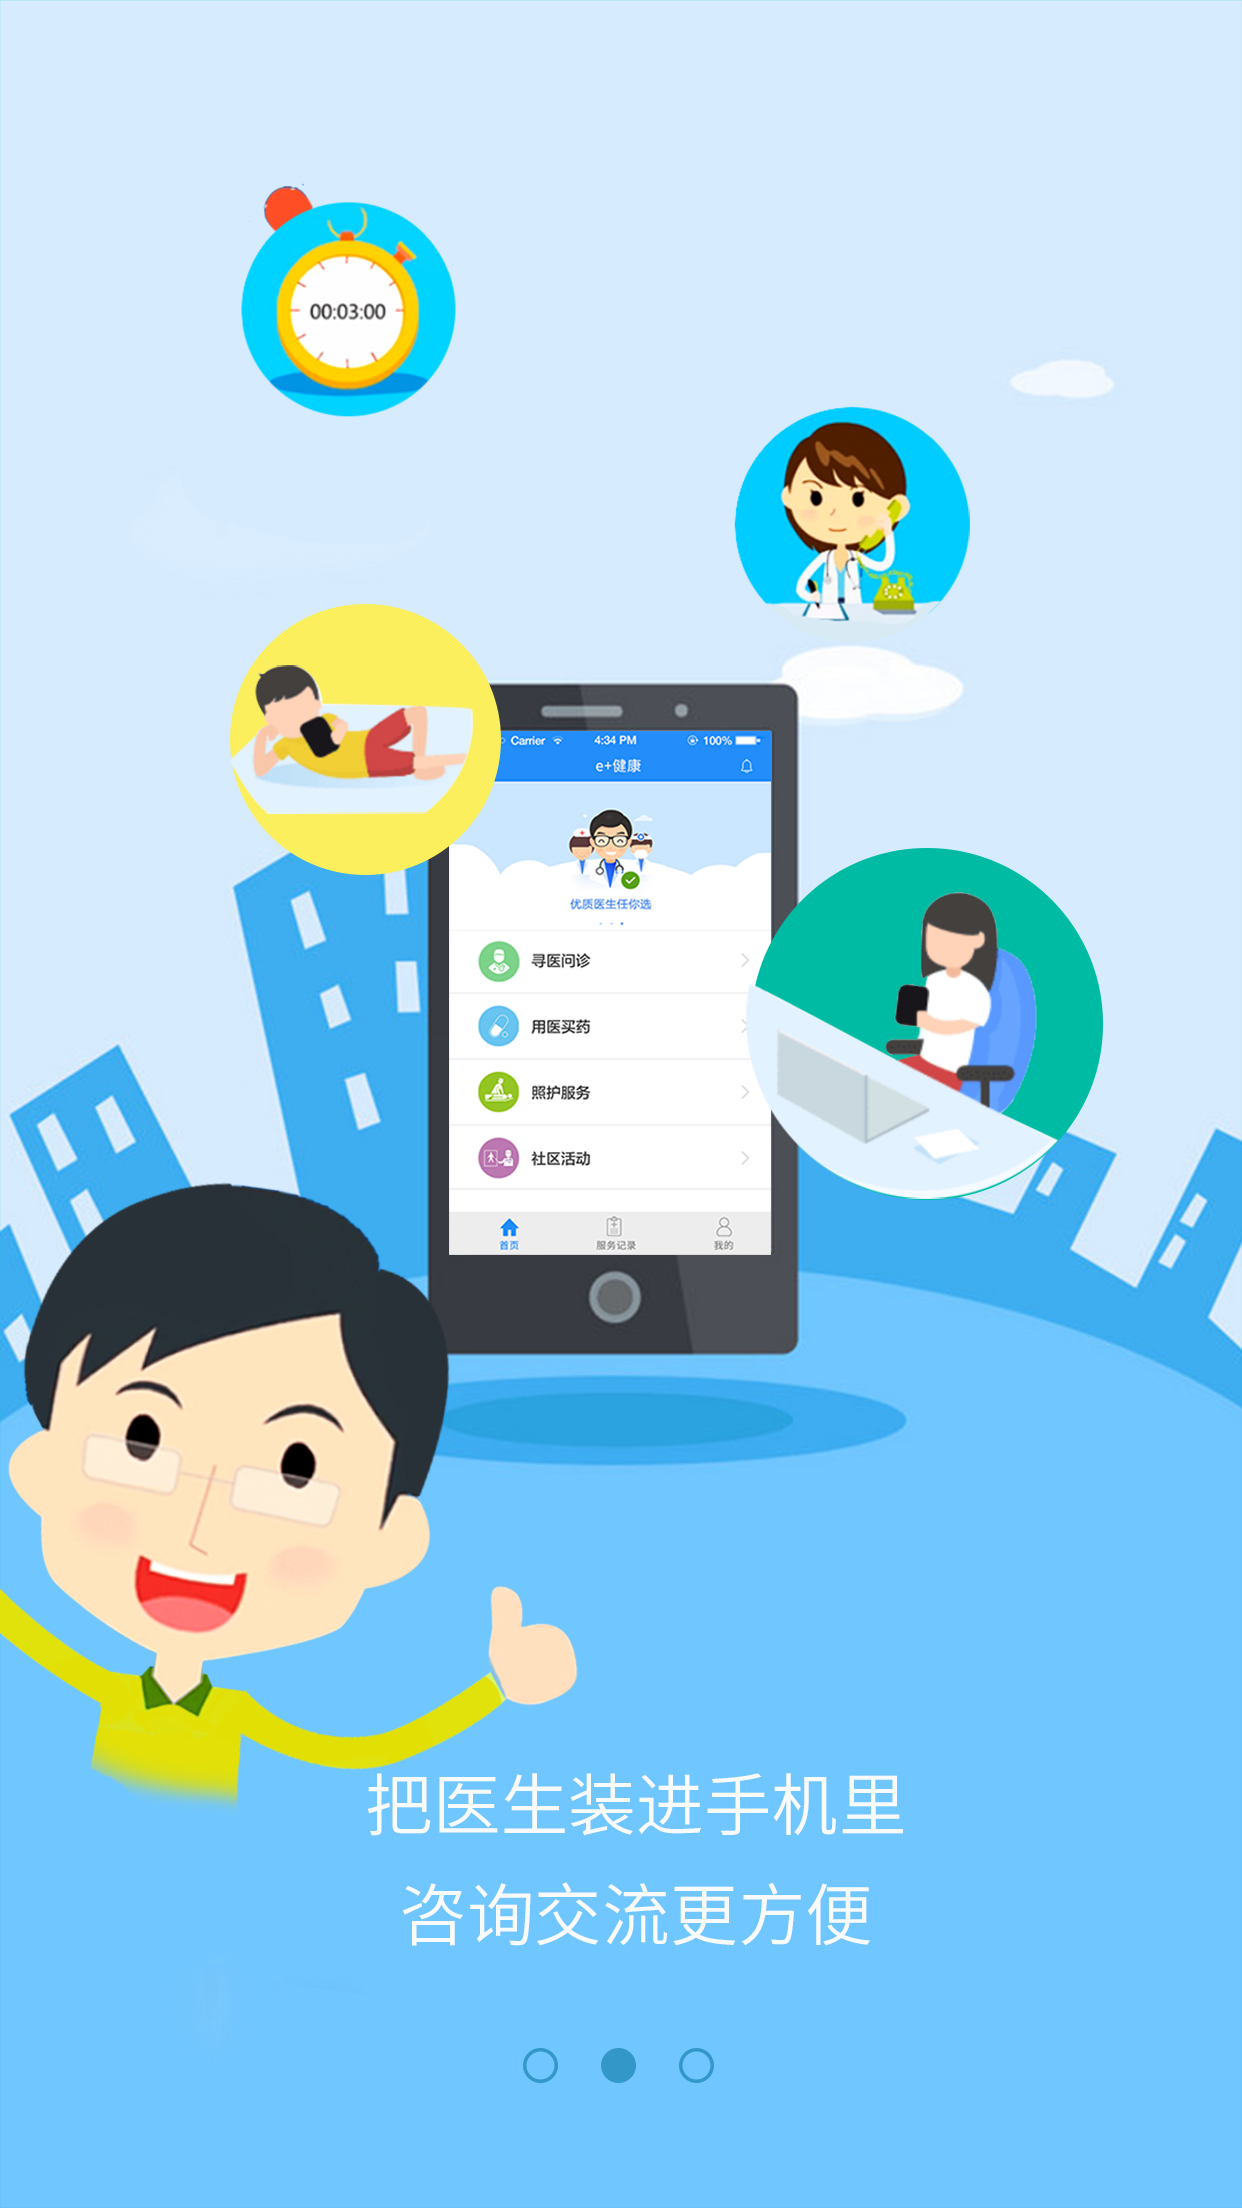 00:03:00
Carrier 4:34 PM 100%
e+健康
优质医生任你选
寻医问诊
用医买药
照护服务
社区活动
首页 服务记录 我的
把医生装进手机里
咨询交流更方便